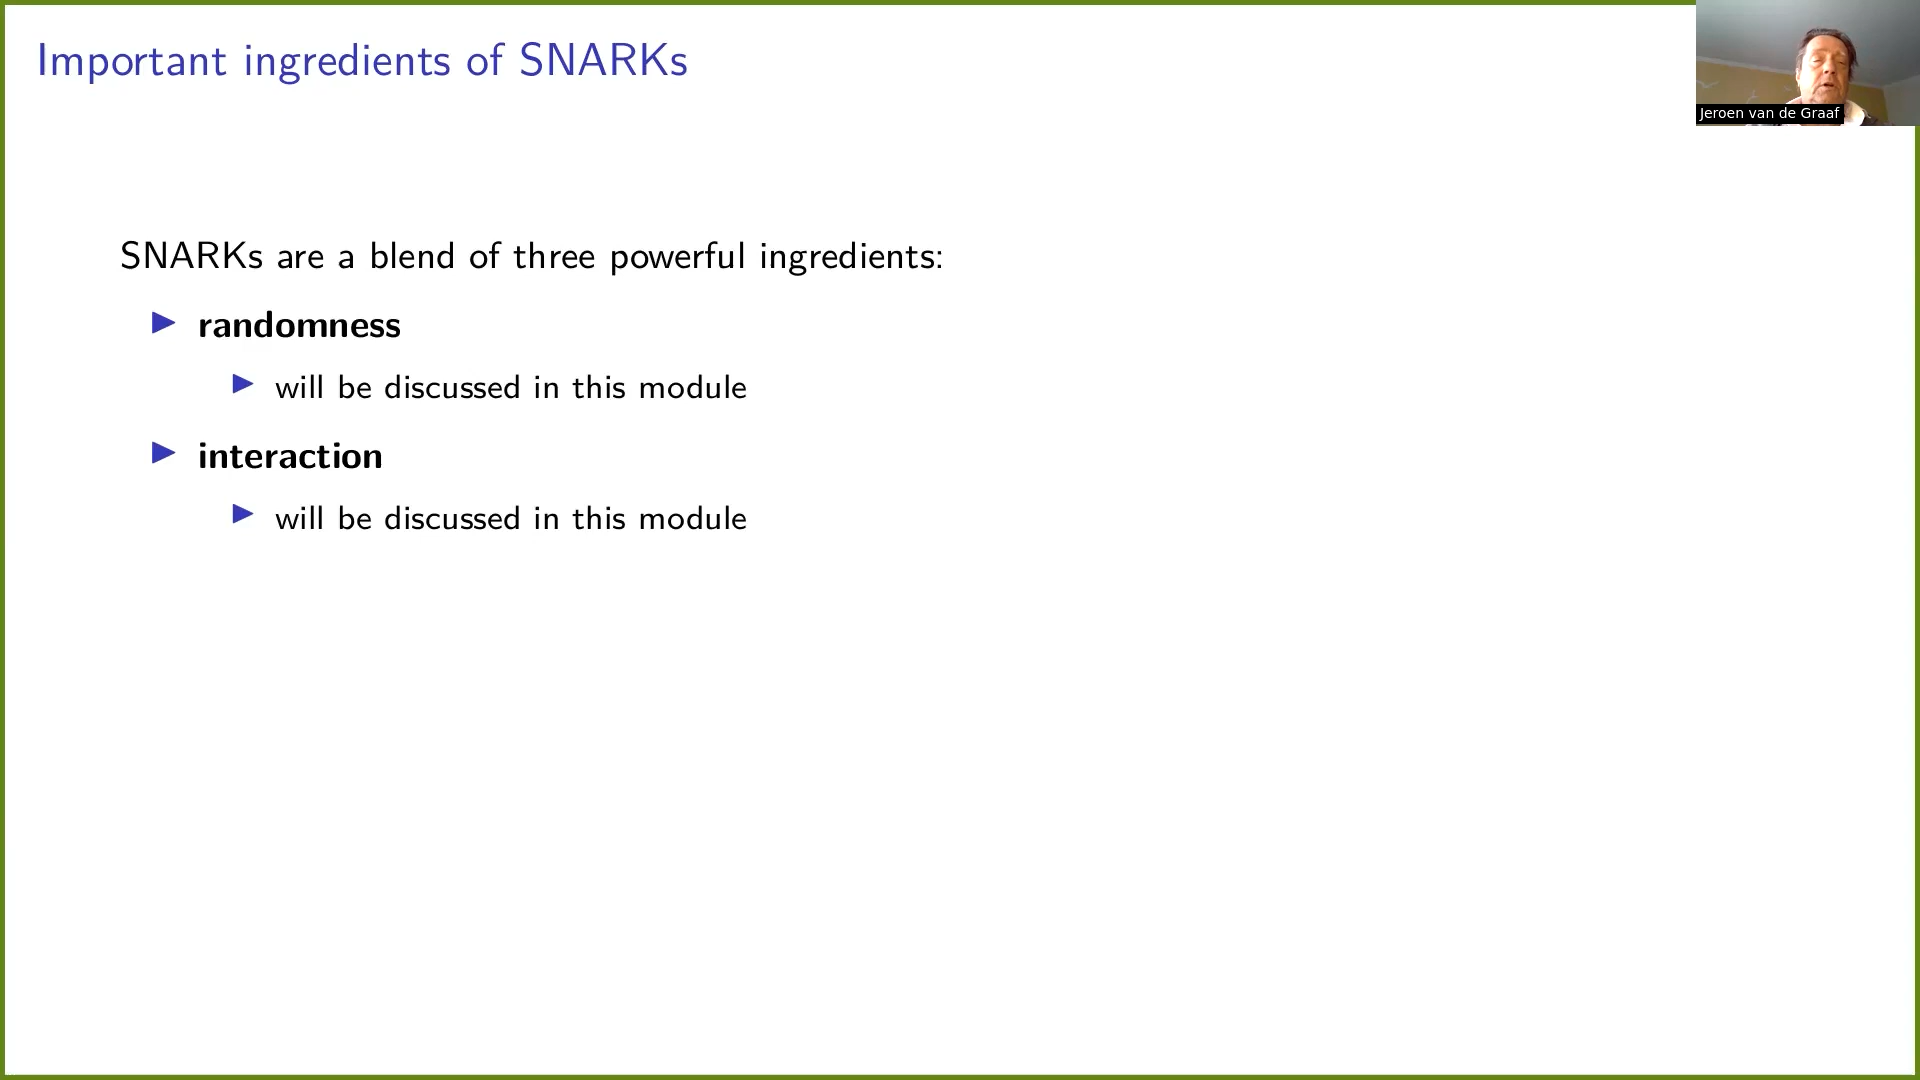 Important ingredients of SNARKs
Jeroen van de Graaf
SNARKs are a blend of three powerful ingredients:
randomness
will be discussed in this module
interaction
will be discussed in this module